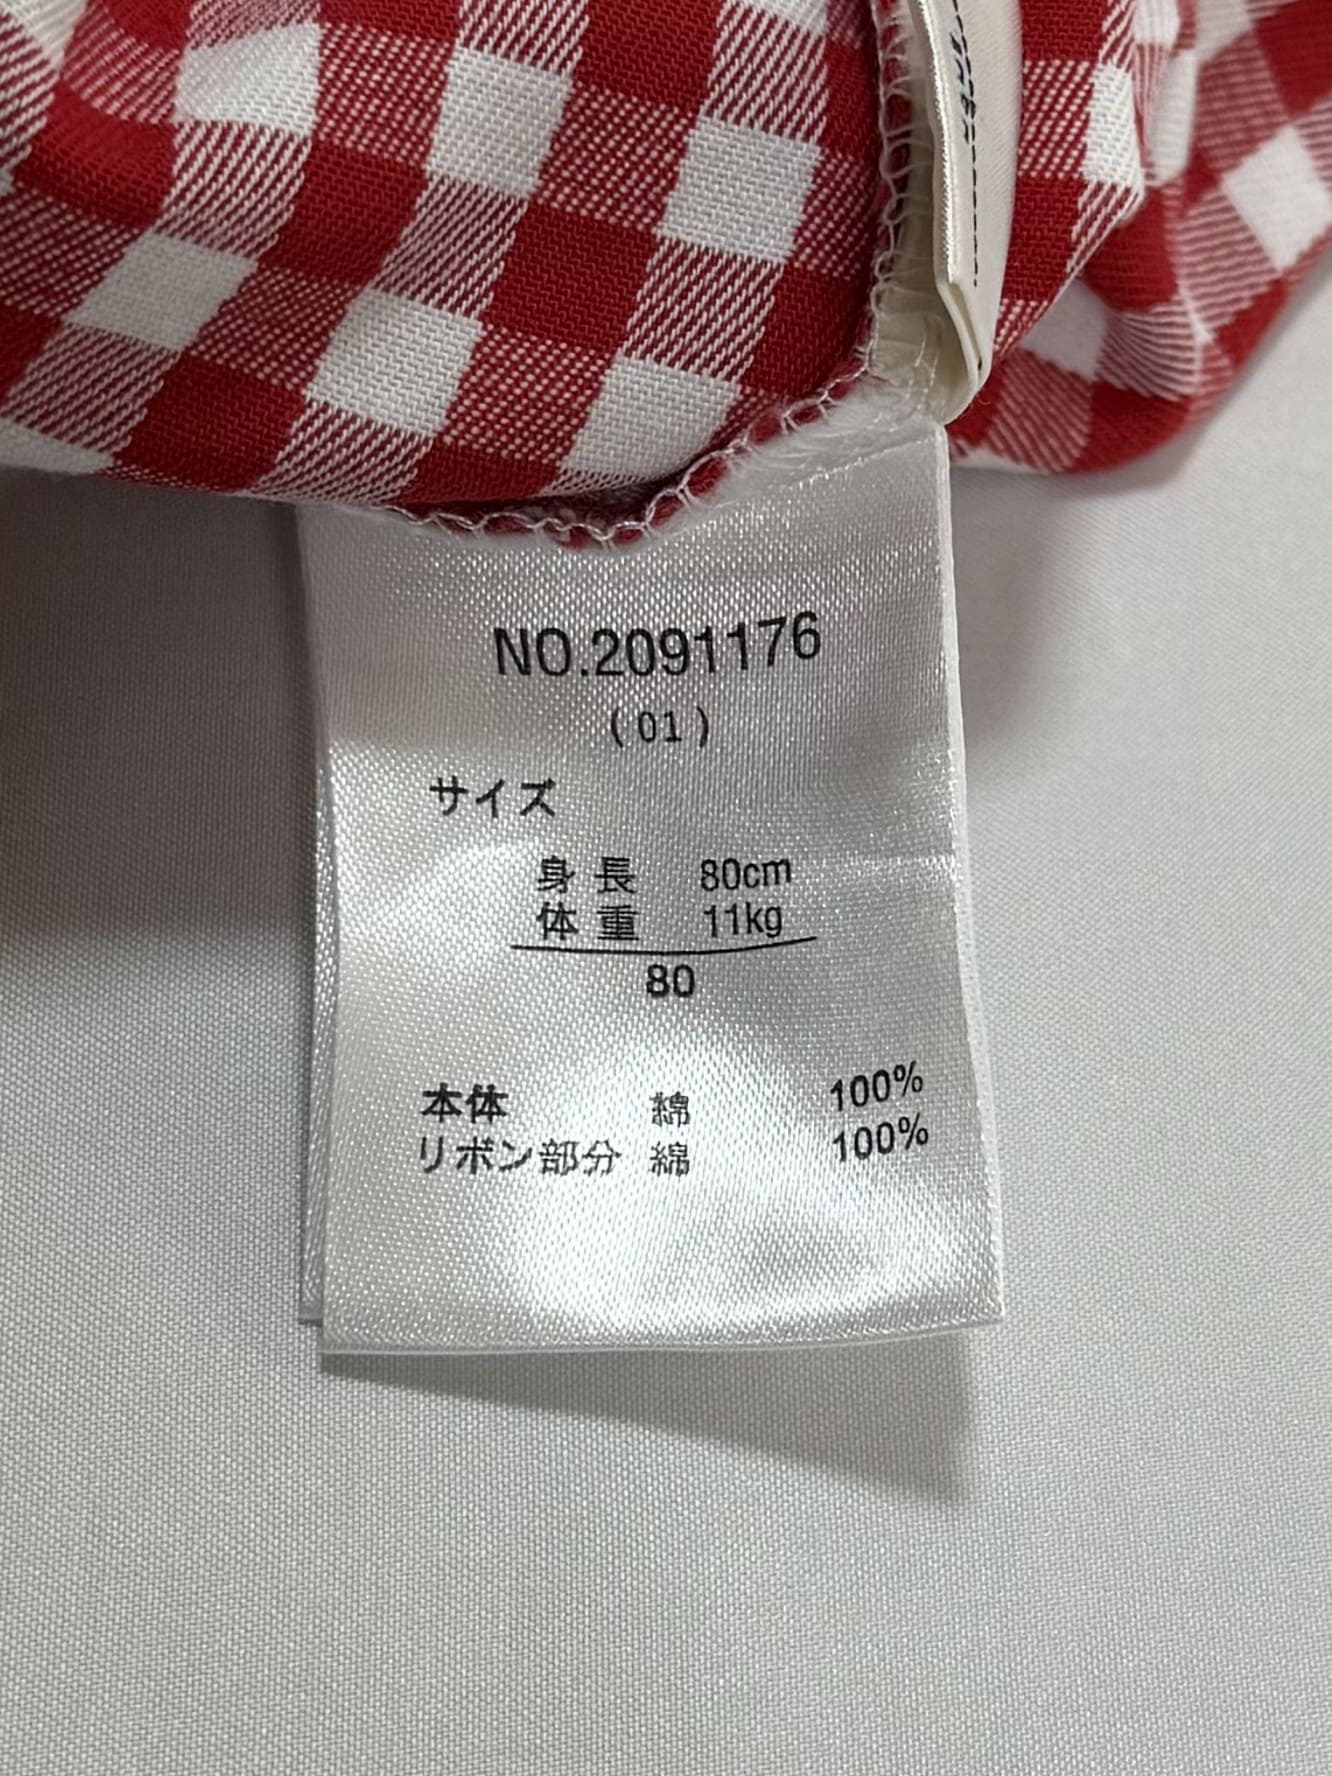 NO.2091176
(01)
サイズ
身長 80cm
体重 11kg
80
本体 綿 100%
リボン部分 綿 100%